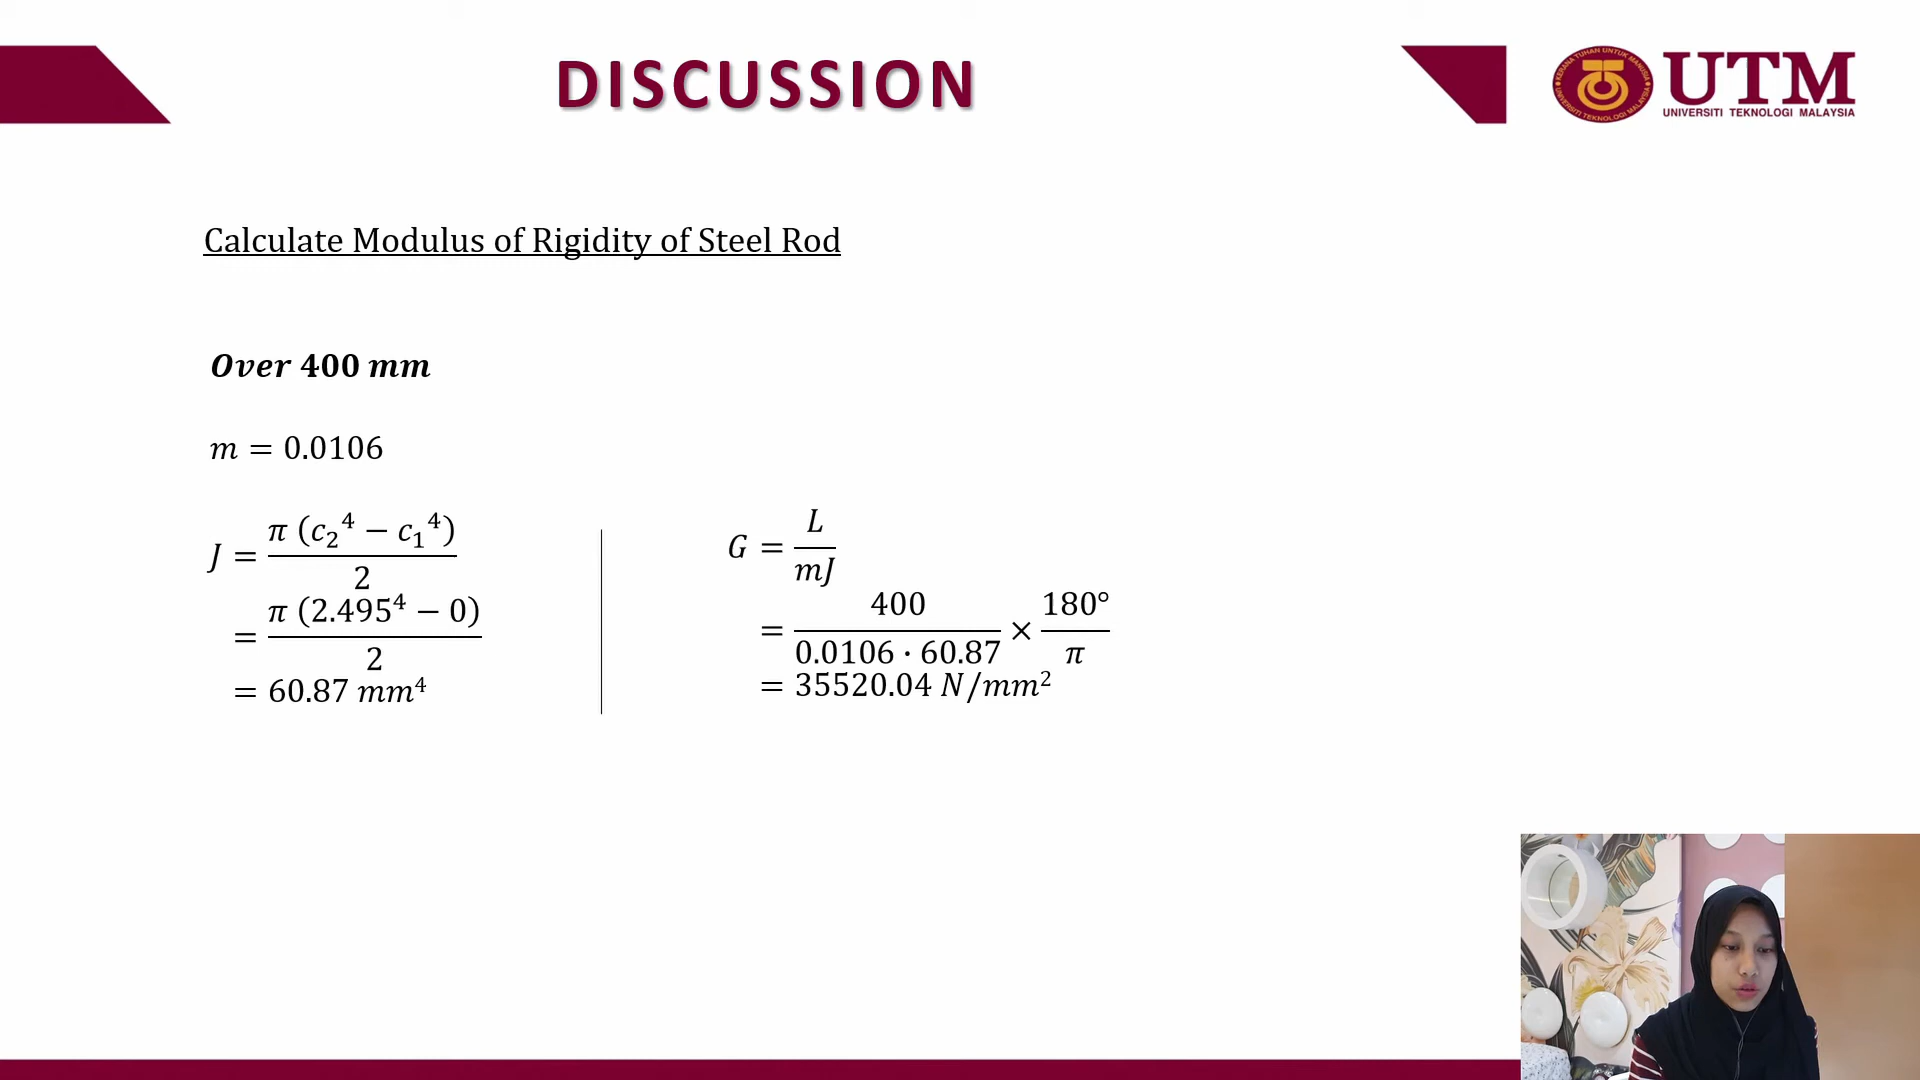 DISCUSSION
UTM
UNIVERSITI TEKNOLOGI MALAYSIA
Calculate Modulus of Rigidity of Steel Rod
Over 400 mm
m = 0.0106
J = π (c₂⁴ − c₁⁴) / 2
= π (2.495⁴ − 0) / 2
= 60.87 mm⁴
G = L / mJ
= 400 / 0.0106 · 60.87 × 180° / π
= 35520.04 N/mm²